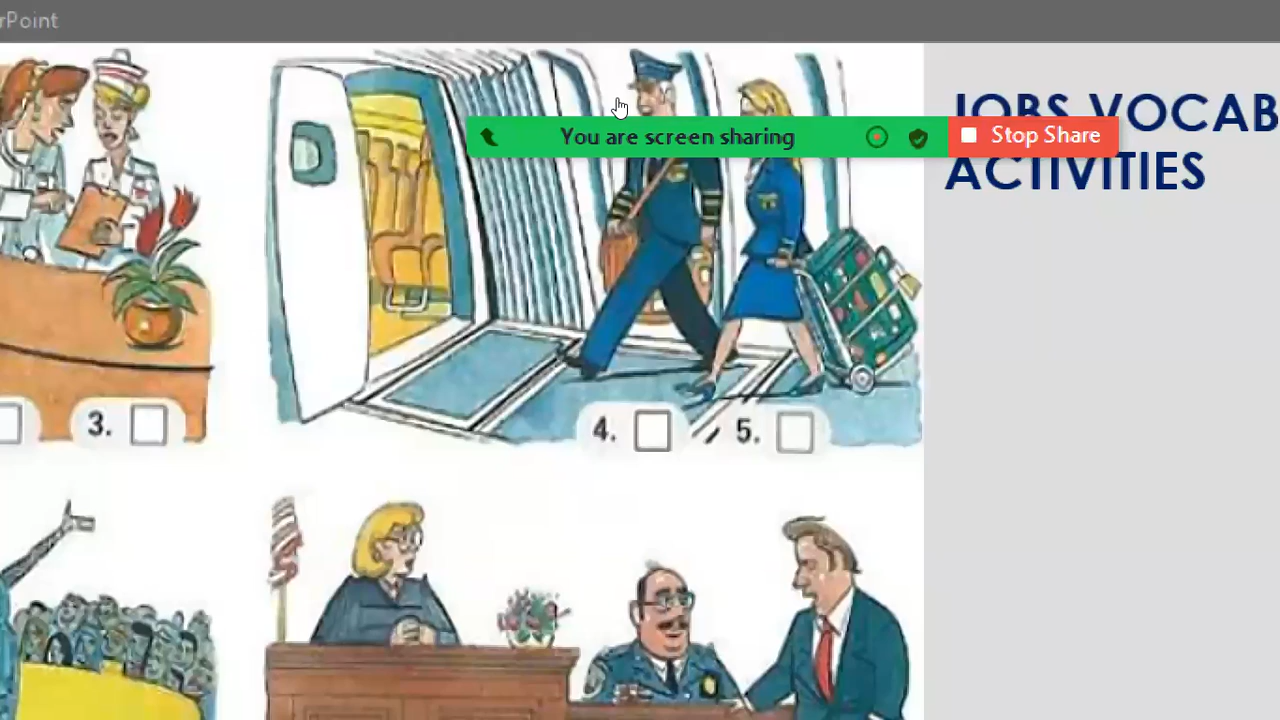 rPoint
You are screen sharing
Stop Share
JOBS VOCAB
ACTIVITIES
3.
4.
5.